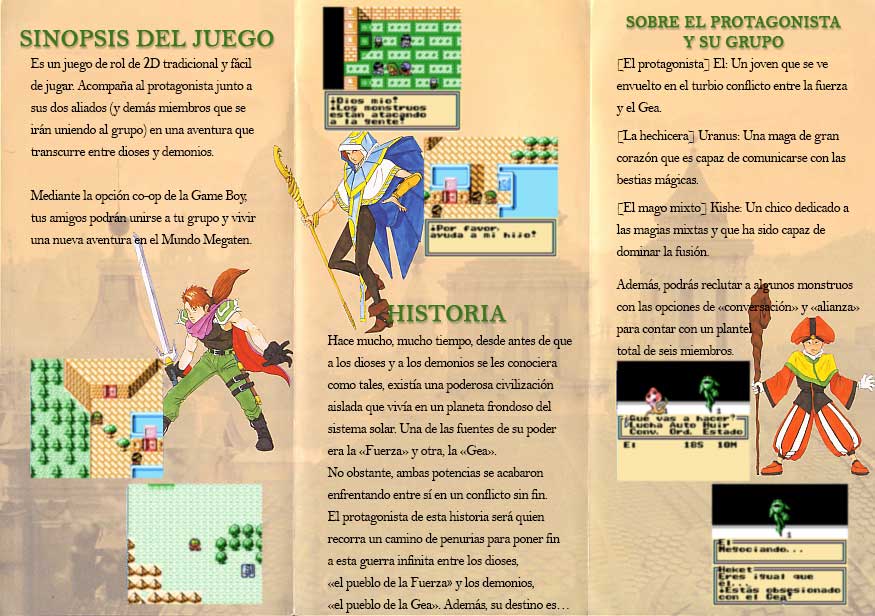 SINOPSIS DEL JUEGO
Es un juego de rol de 2D tradicional y fácil
de jugar. Acompaña al protagonista junto a
sus dos aliados (y demás miembros que se
irán uniendo al grupo) en una aventura que
transcurre entre dioses y demonios.
Mediante la opción co-op de la Game Boy,
tus amigos podrán unirse a tu grupo y vivir
una nueva aventura en el Mundo Megaten.
¡Dios mio!
¡Los monstruos
están atacando
a la gente!
¡Por favor,
ayuda a mi hijo!
HISTORIA
Hace mucho, mucho tiempo, desde antes de que
a los dioses y a los demonios se les conociera
como tales, existía una poderosa civilización
aislada que vivía en un planeta frondoso del
sistema solar. Una de las fuentes de su poder
era la «Fuerza» y otra, la «Gea».
No obstante, ambas potencias se acabaron
enfrentando entre sí en un conflicto sin fin.
El protagonista de esta historia será quien
recorra un camino de penurias para poner fin
a esta guerra infinita entre los dioses,
«el pueblo de la Fuerza» y los demonios,
«el pueblo de la Gea». Además, su destino es…
SOBRE EL PROTAGONISTA
Y SU GRUPO
[El protagonista] El: Un joven que se ve
envuelto en el turbio conflicto entre la fuerza
y el Gea.
[La hechicera] Uranus: Una maga de gran
corazón que es capaz de comunicarse con las
bestias mágicas.
[El mago mixto] Kishe: Un chico dedicado a
las magias mixtas y que ha sido capaz de
dominar la fusión.
Además, podrás reclutar a algunos monstruos
con las opciones de «conversación» y «alianza»
para contar con un plantel
total de seis miembros.
1
¿Qué vas a hacer?
Lucha Auto Huir
Conv. Ord. Estado
El 18S 10M
1
El
Negociando...
Heket
Eres igual que
él...
¿Estás obsesionado
con el Gea?